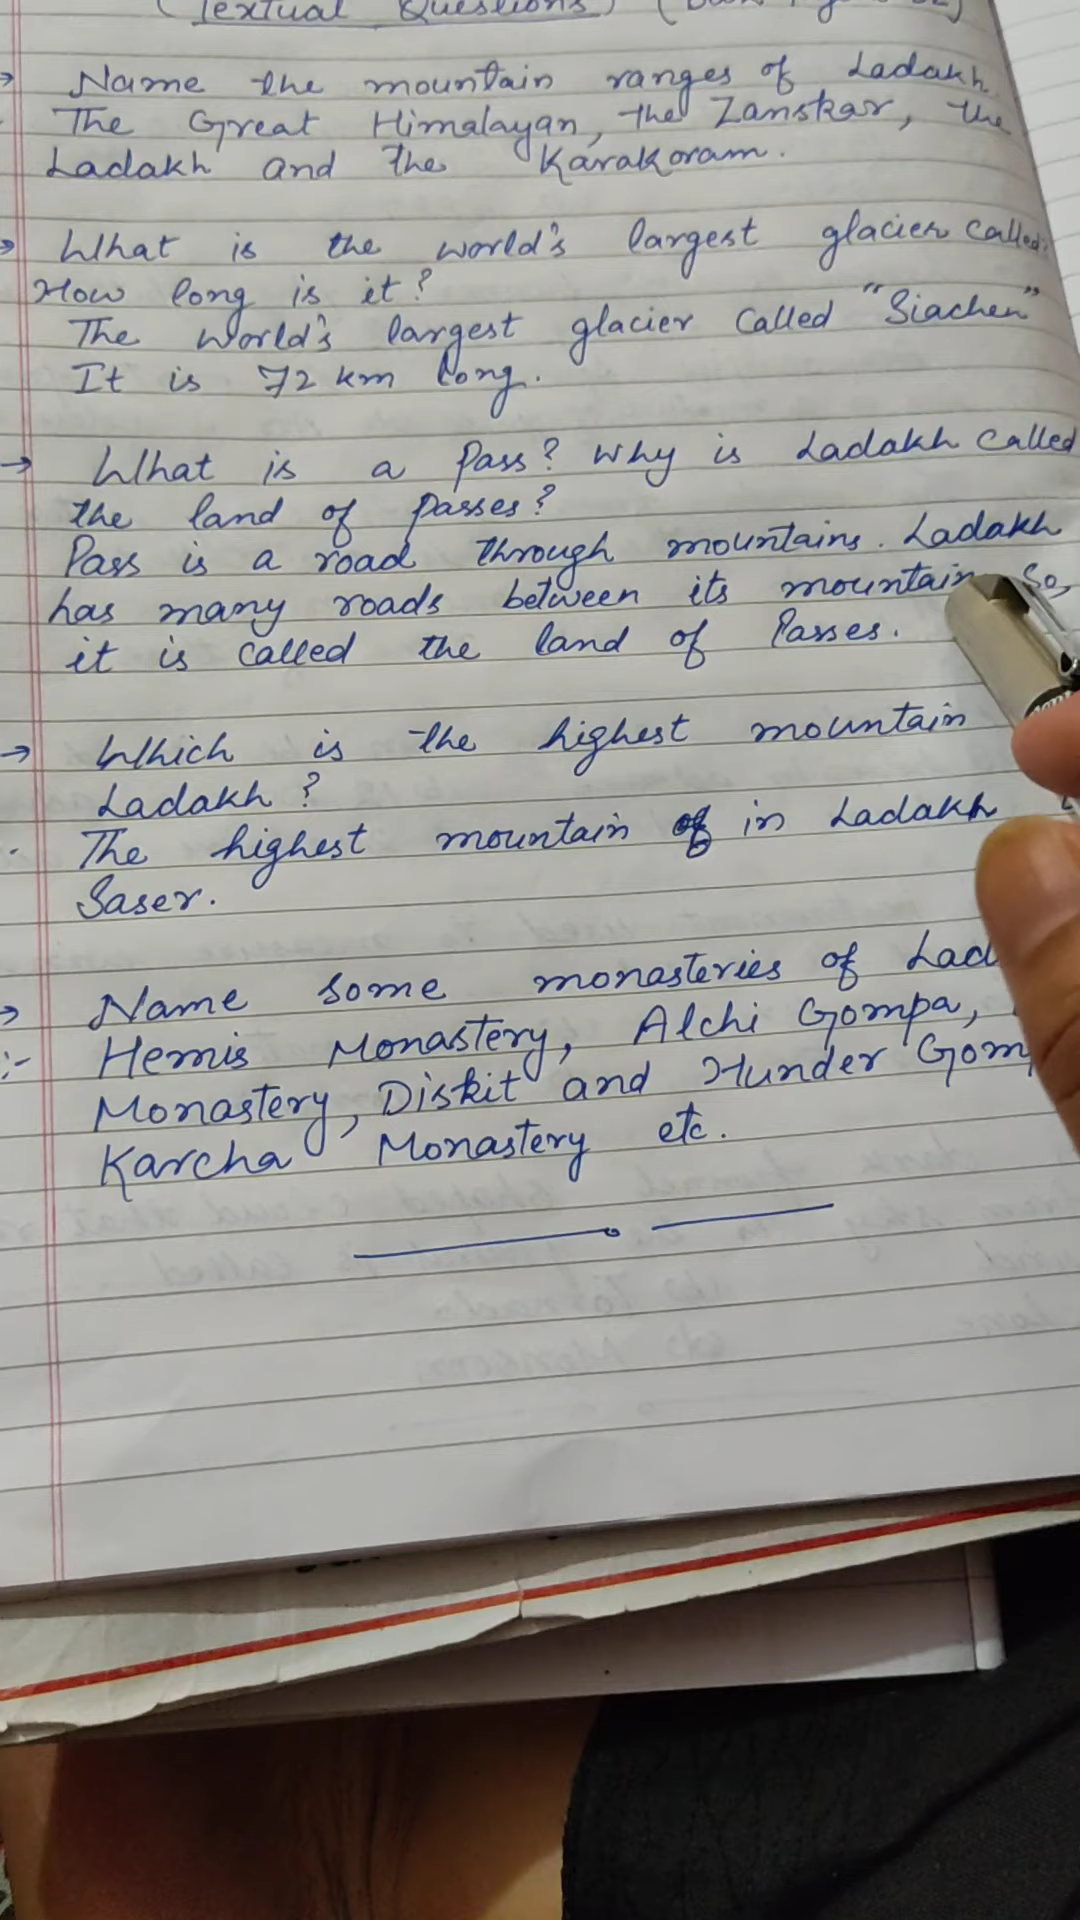 (Textual Questions) (
Name the mountain ranges of Ladakh.
The Great Himalayan, the Zanskar, the
Ladakh and the Karakoram.
What is the world's largest glacier called?
How long is it?
The world's largest glacier called "Siachen"
It is 72 km long.
What is a Pass? Why is Ladakh called
the land of passes?
Pass is a road through mountains. Ladakh
has many roads between its mountain So,
it is called the land of Passes.
Which is the highest mountain
Ladakh ?
The highest mountain in Ladakh
Saser.
Name some monasteries of Lad
:- Hemis Monastery, Alchi Gompa,
Monastery, Diskit and Hunder Gom
Karcha Monastery etc.